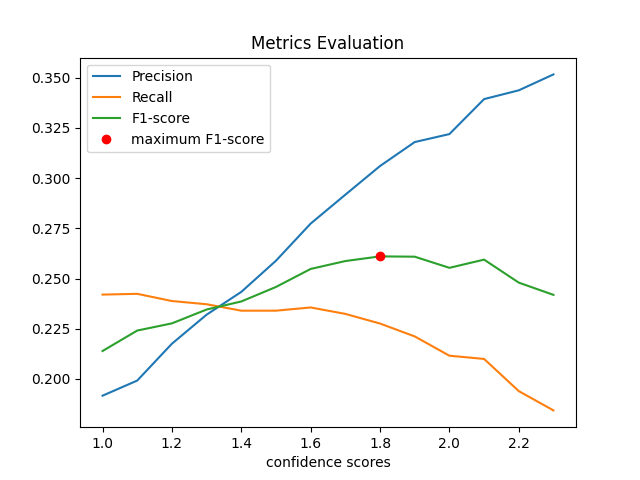 Metrics Evaluation
Precision
Recall
F1-score
maximum F1-score
0.350
0.325
0.300
0.275
0.250
0.225
0.200
1.0 1.2 1.4 1.6 1.8 2.0 2.2
confidence scores